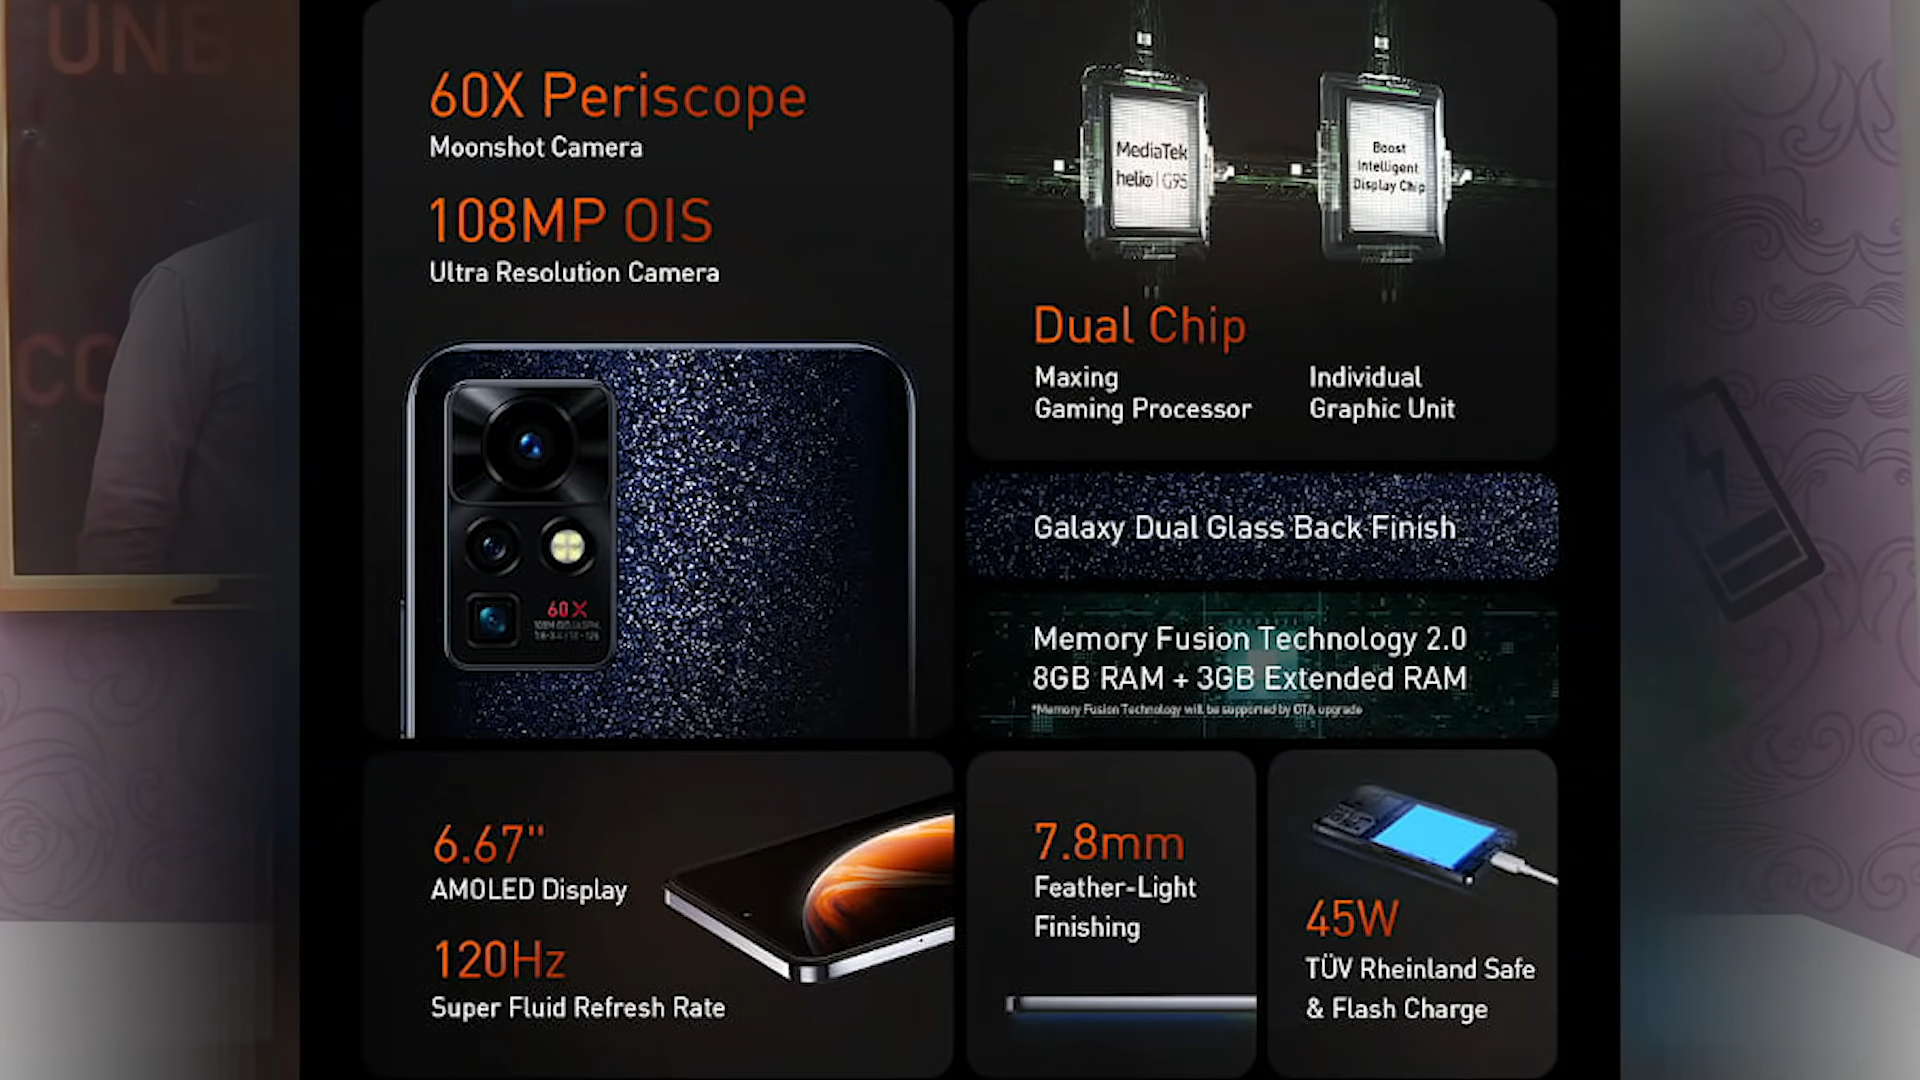 UNB
CO
60X Periscope
Moonshot Camera
108MP OIS
Ultra Resolution Camera
60X
MediaTek
helio | G95
Boost
Intelligent
Display Chip
Dual Chip
Maxing
Gaming Processor
Individual
Graphic Unit
Galaxy Dual Glass Back Finish
Memory Fusion Technology 2.0
8GB RAM + 3GB Extended RAM
*Memory Fusion Technology will be supported by OTA upgrade
6.67"
AMOLED Display
120Hz
Super Fluid Refresh Rate
7.8mm
Feather-Light
Finishing
45W
TÜV Rheinland Safe
& Flash Charge